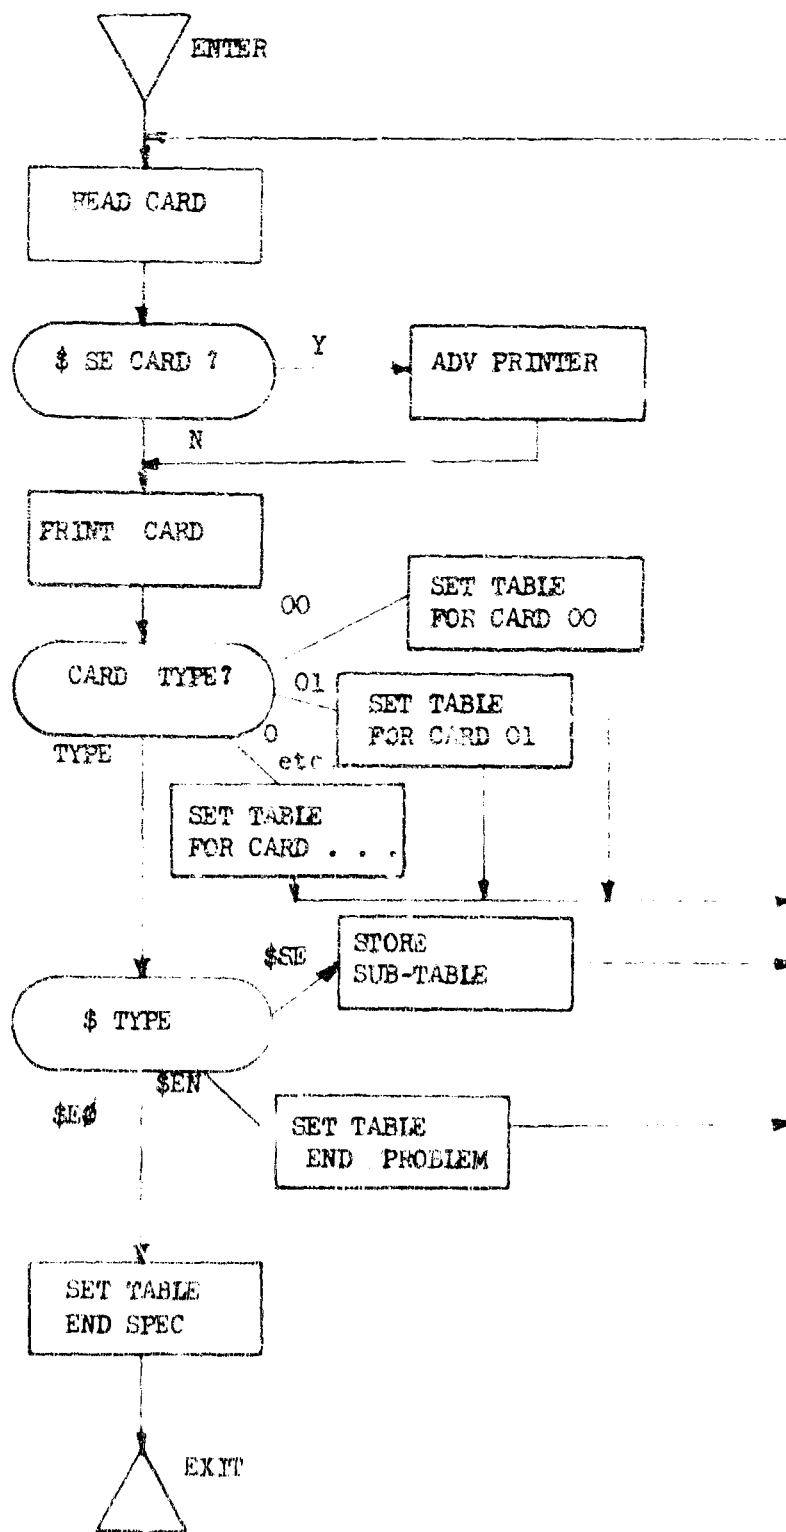 ENTER
READ CARD
$ SE CARD ?
Y
ADV PRINTER
N
PRINT CARD
00
SET TABLE
FOR CARD 00
CARD TYPE?
01
SET TABLE
FOR CARD 01
0
TYPE
etc.
SET TABLE
FOR CARD . . .
$SE
STORE
SUB-TABLE
$ TYPE
$EN
$EØ
SET TABLE
END PROBLEM
SET TABLE
END SPEC
EXIT